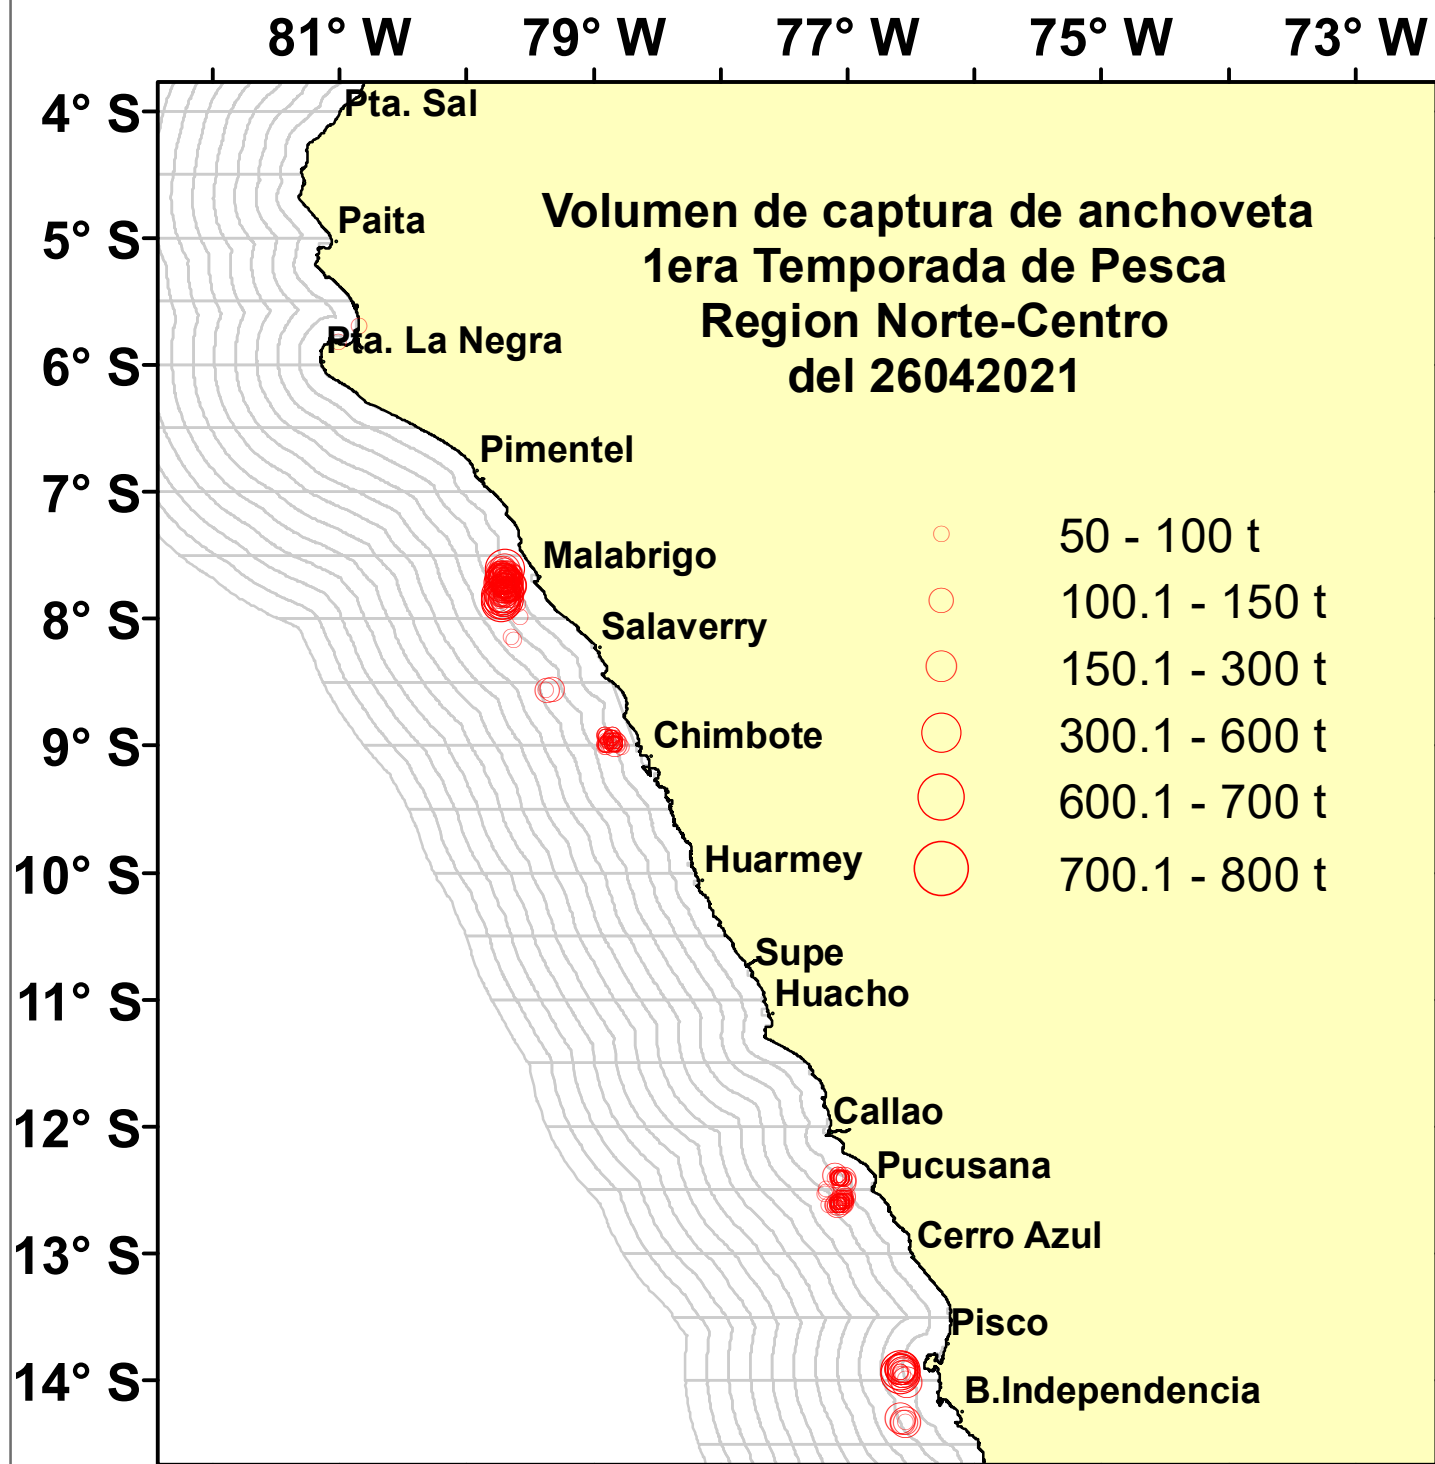 81° W 79° W 77° W 75° W 73° W
4° S
Pta. Sal
Volumen de captura de anchoveta
Paita
5° S
1era Temporada de Pesca
Region Norte-Centro
Pta. La Negra
6° S
del 26042021
Pimentel
7° S
50 - 100 t
Malabrigo
100.1 - 150 t
8° S
Salaverry
150.1 - 300 t
Chimbote
300.1 - 600 t
9° S
600.1 - 700 t
Huarmey
10° S
700.1 - 800 t
Supe
Huacho
11° S
Callao
12° S
Pucusana
Cerro Azul
13° S
Pisco
14° S
B.Independencia